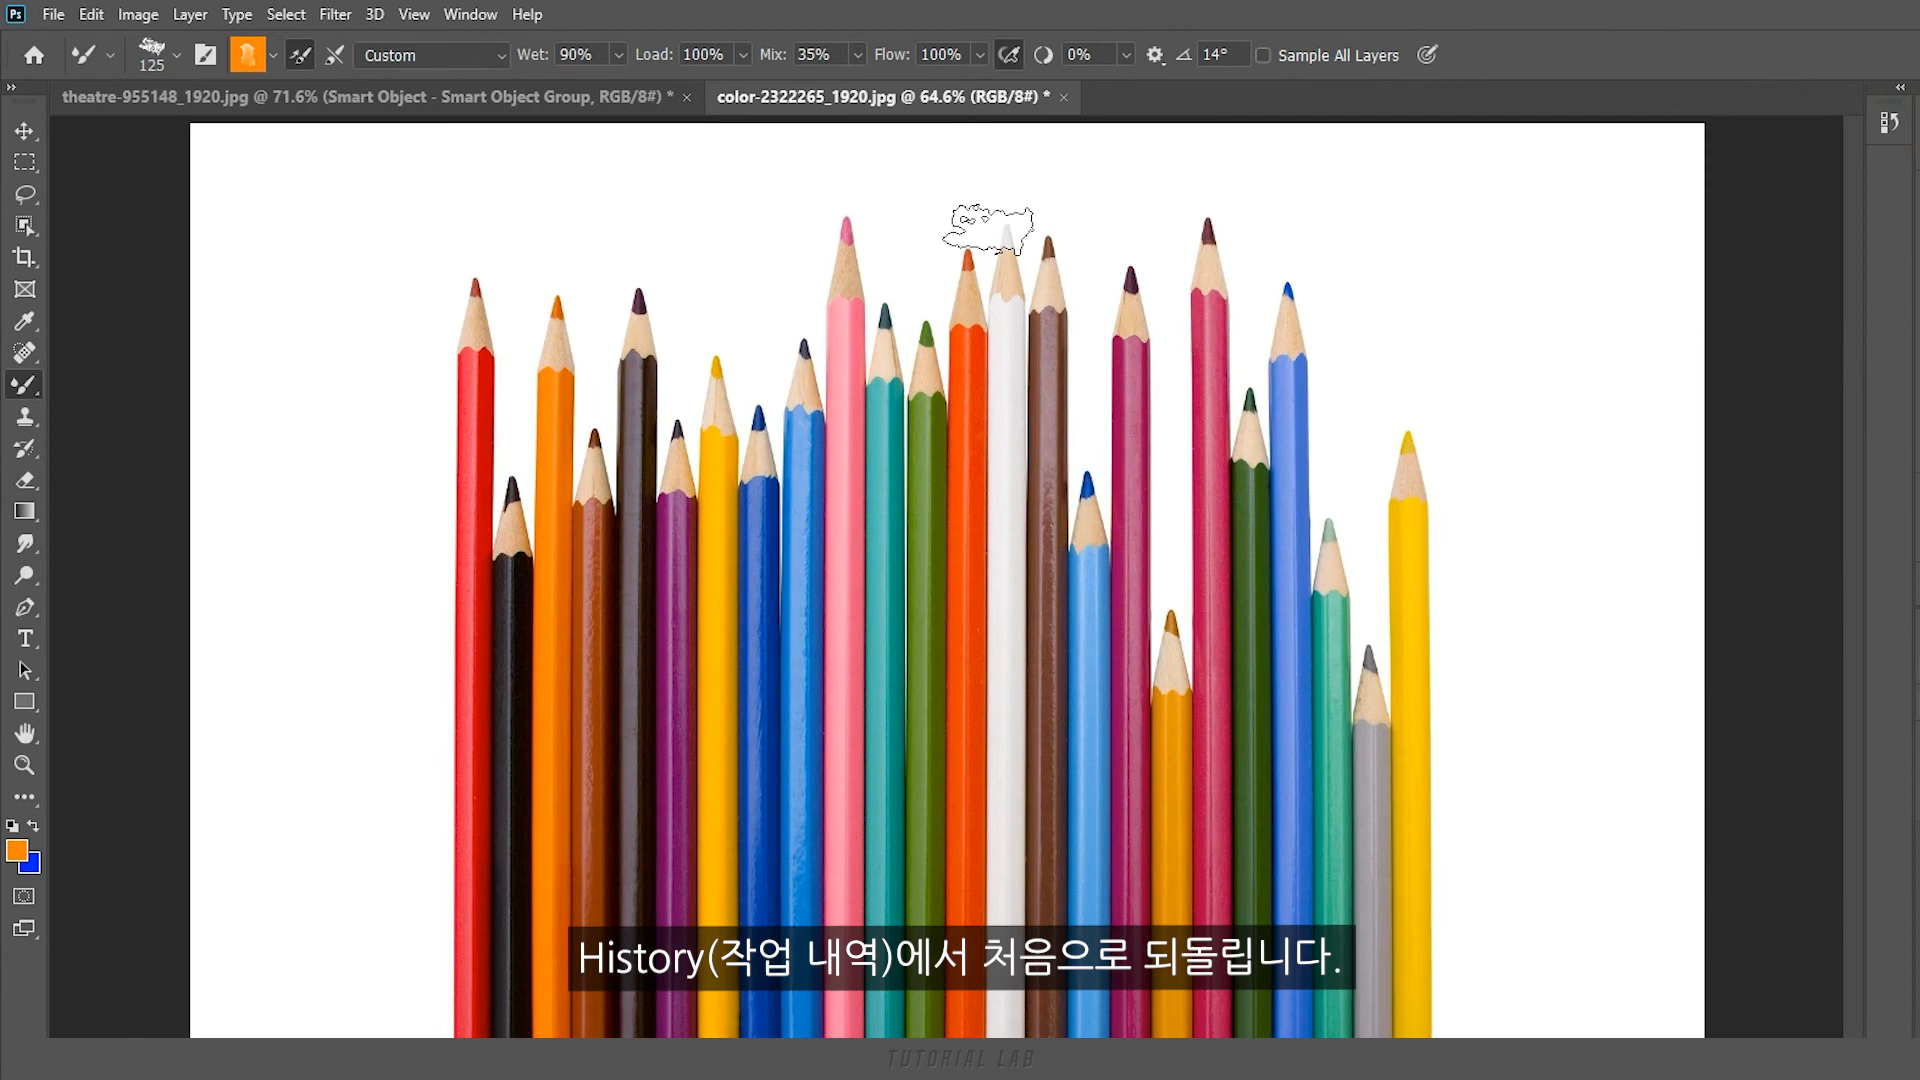 Ps File Edit Image Layer Type Select Filter 3D View Window Help
125 Custom Wet: 90% Load: 100% Mix: 35% Flow: 100% 0% 14° Sample All Layers
theatre-955148_1920.jpg @ 71.6% (Smart Object - Smart Object Group, RGB/8#) * × color-2322265_1920.jpg @ 64.6% (RGB/8#) * ×
History(작업 내역)에서 처음으로 되돌립니다.
TUTORIAL LAB